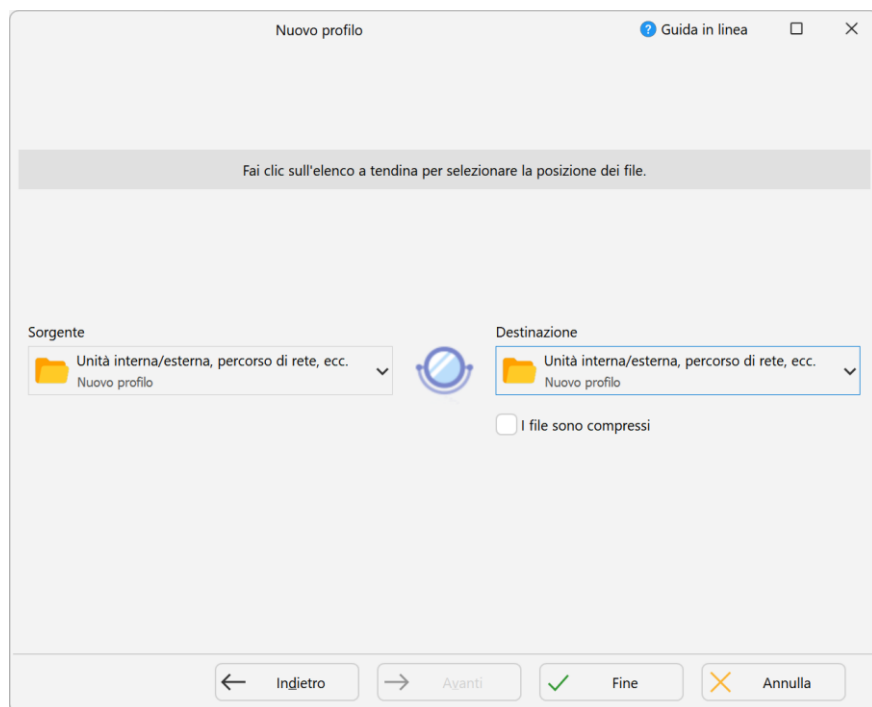 Nuovo profilo
? Guida in linea
Fai clic sull'elenco a tendina per selezionare la posizione dei file.
Sorgente
Unità interna/esterna, percorso di rete, ecc.
Nuovo profilo
Destinazione
Unità interna/esterna, percorso di rete, ecc.
Nuovo profilo
I file sono compressi
Indietro
Avanti
Fine
Annulla